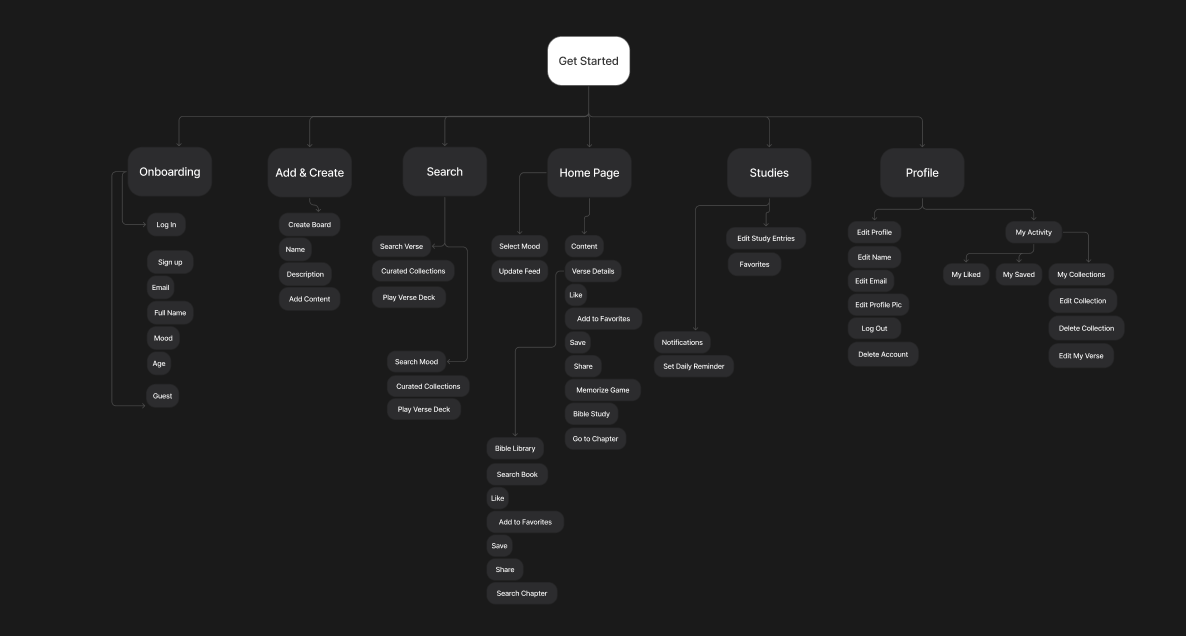 Get Started
Onboarding
Log In
Sign up
Email
Full Name
Mood
Age
Guest
Add & Create
Create Board
Name
Description
Add Content
Search
Search Verse
Curated Collections
Play Verse Deck
Search Mood
Curated Collections
Play Verse Deck
Home Page
Select Mood
Update Feed
Content
Verse Details
Like
Add to Favorites
Save
Share
Memorize Game
Bible Study
Go to Chapter
Bible Library
Search Book
Like
Add to Favorites
Save
Share
Search Chapter
Studies
Edit Study Entries
Favorites
Notifications
Set Daily Reminder
Profile
Edit Profile
Edit Name
Edit Email
Edit Profile Pic
Log Out
Delete Account
My Activity
My Liked
My Saved
My Collections
Edit Collection
Delete Collection
Edit My Verse